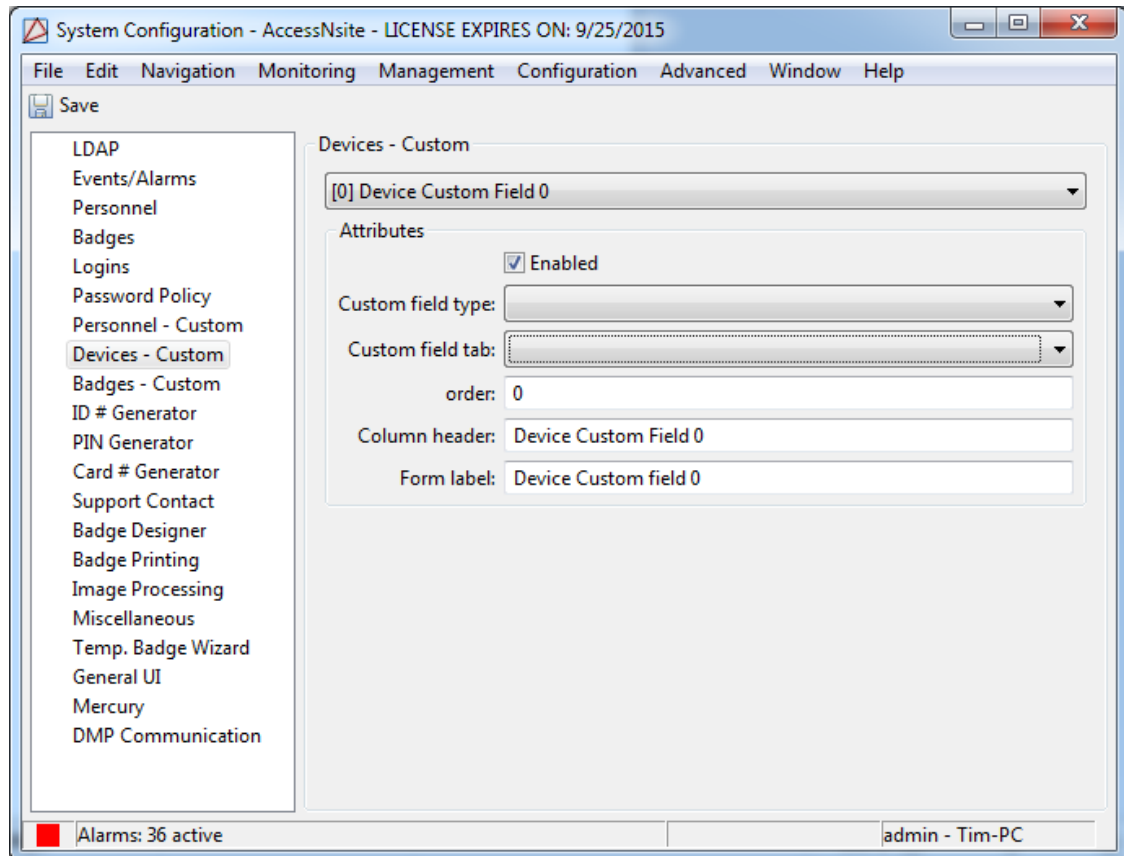 System Configuration - AccessNsite - LICENSE EXPIRES ON: 9/25/2015
File Edit Navigation Monitoring Management Configuration Advanced Window Help
Save
LDAP
Events/Alarms
Personnel
Badges
Logins
Password Policy
Personnel - Custom
Devices - Custom
Badges - Custom
ID # Generator
PIN Generator
Card # Generator
Support Contact
Badge Designer
Badge Printing
Image Processing
Miscellaneous
Temp. Badge Wizard
General UI
Mercury
DMP Communication
Devices - Custom
[0] Device Custom Field 0
Attributes
Enabled
Custom field type:
Custom field tab:
order: 0
Column header: Device Custom Field 0
Form label: Device Custom field 0
Alarms: 36 active
admin - Tim-PC